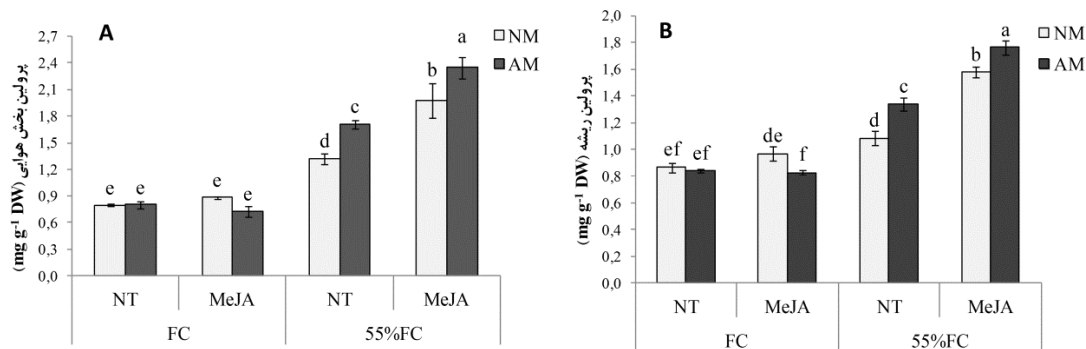 A
NM
AM
پرولین بخش هوایی (mg g⁻¹ DW)
2,7
2,4
2,1
1,8
1,5
1,2
0,9
0,6
0,3
0,0
e
e
e
e
d
c
b
a
NT
MeJA
NT
MeJA
FC
55%FC
B
NM
AM
پرولین ریشه (mg g⁻¹ DW)
1,8
1,6
1,4
1,2
1,0
0,8
0,6
0,4
0,2
0,0
ef
ef
de
f
d
c
b
a
NT
MeJA
NT
MeJA
FC
55%FC